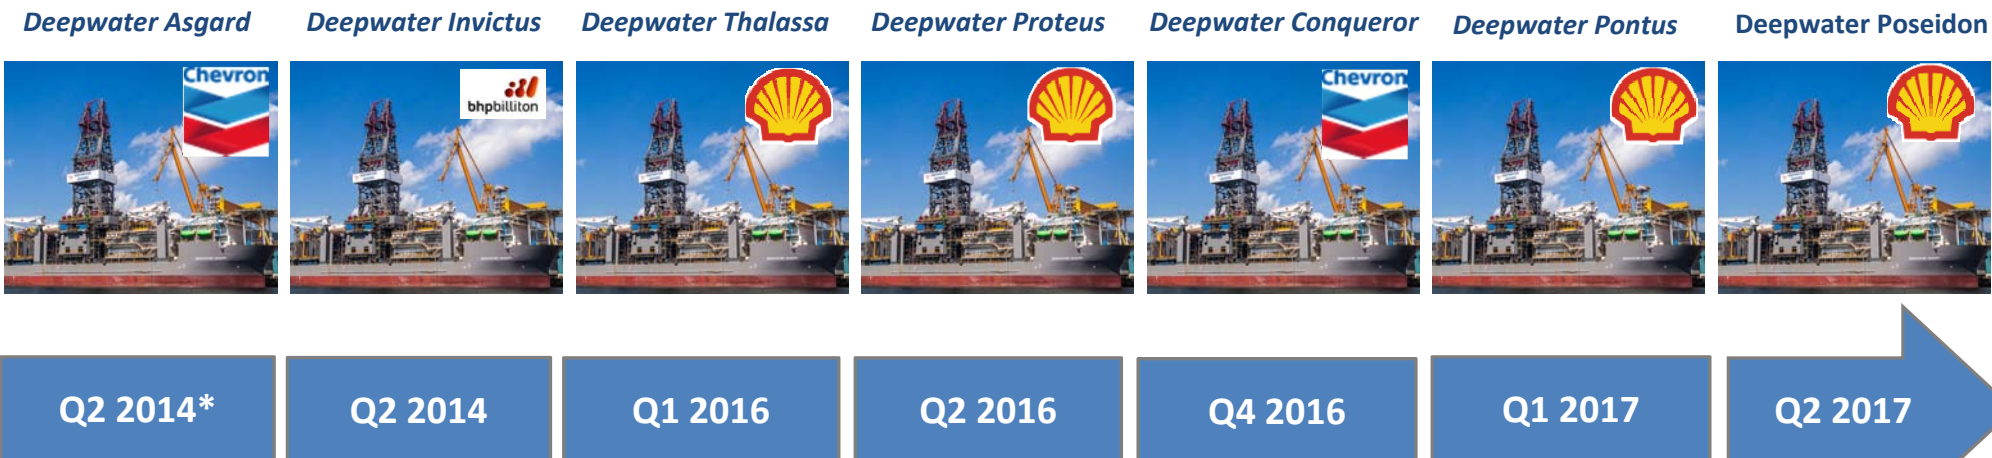 Deepwater Asgard
Deepwater Invictus
Deepwater Thalassa
Deepwater Proteus
Deepwater Conqueror
Deepwater Pontus
Deepwater Poseidon
Chevron
bhpbilliton
Chevron
Q2 2014*
Q2 2014
Q1 2016
Q2 2016
Q4 2016
Q1 2017
Q2 2017